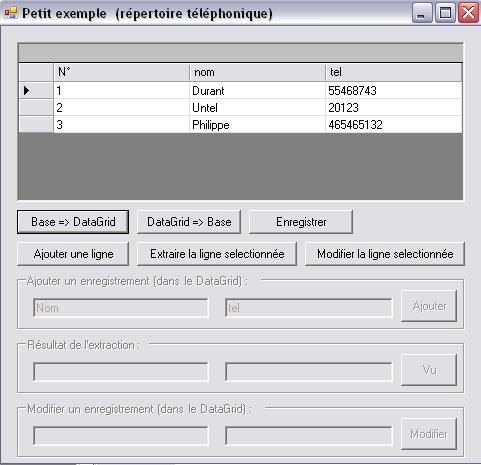 Petit exemple (répertoire téléphonique)
N° nom tel
1 Durant 55468743
2 Untel 20123
3 Philippe 465465132
Base => DataGrid DataGrid => Base Enregistrer
Ajouter une ligne Extraire la ligne selectionnée Modifier la ligne selectionnée
Ajouter un enregistrement (dans le DataGrid) :
Nom tel Ajouter
Résultat de l'extraction :
Vu
Modifier un enregistrement (dans le DataGrid) :
Modifier